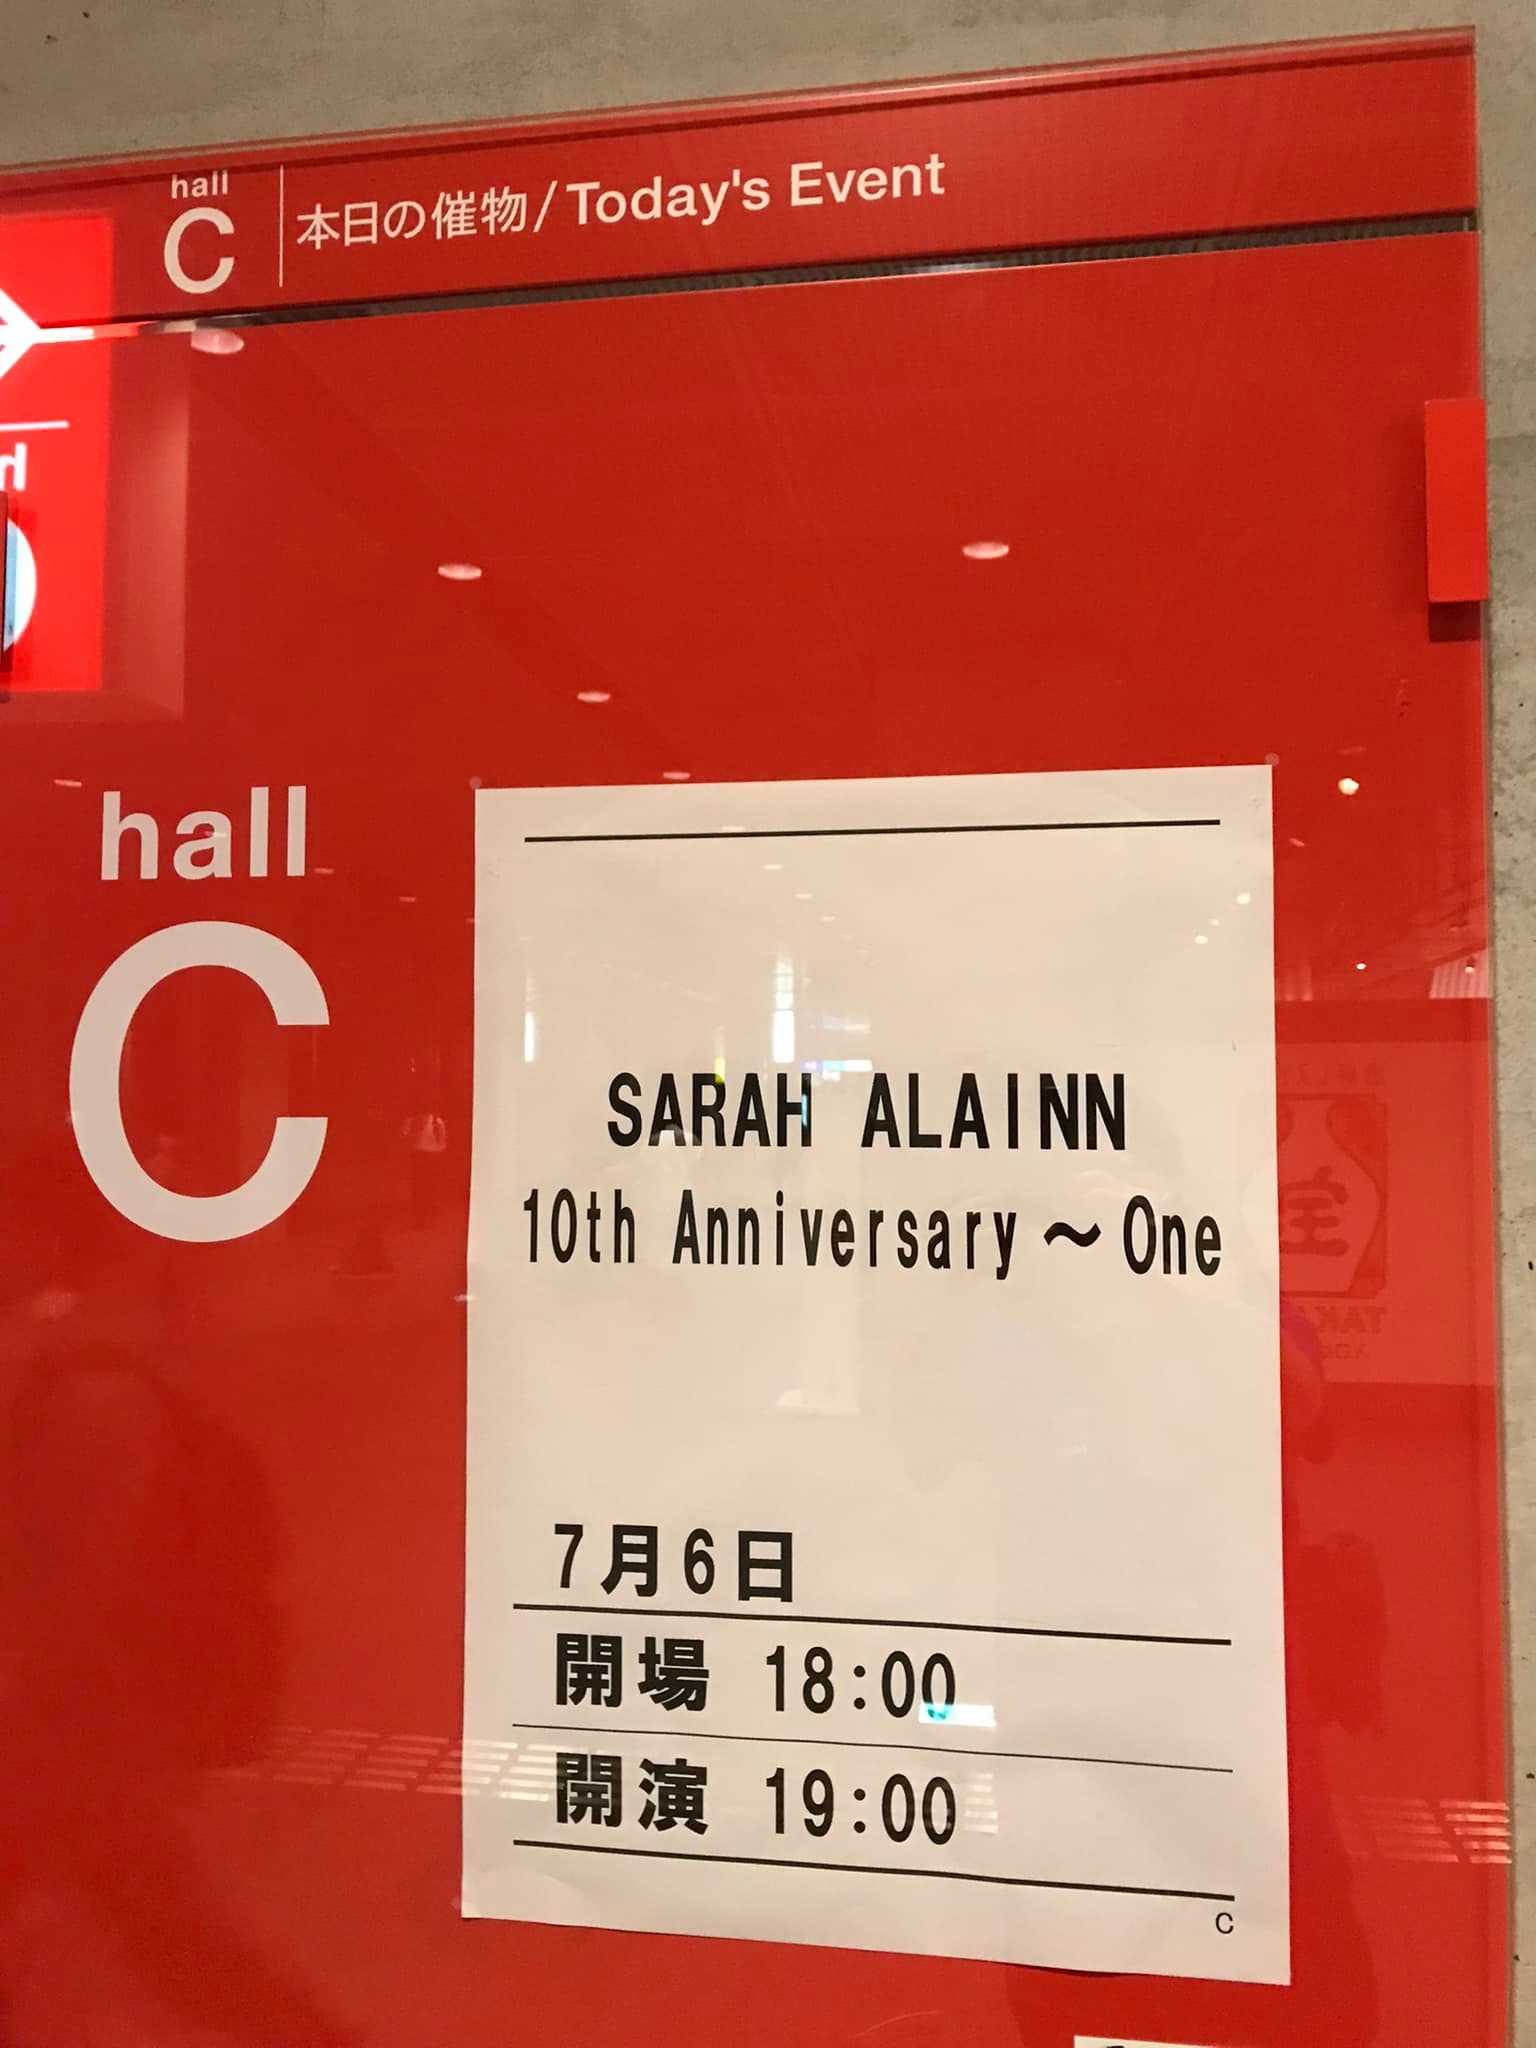 hall
C
本日の催物/Today's Event
hall
C
SARAH ALAINN
10th Anniversary～One
7月6日
開場 18:00
開演 19:00
C